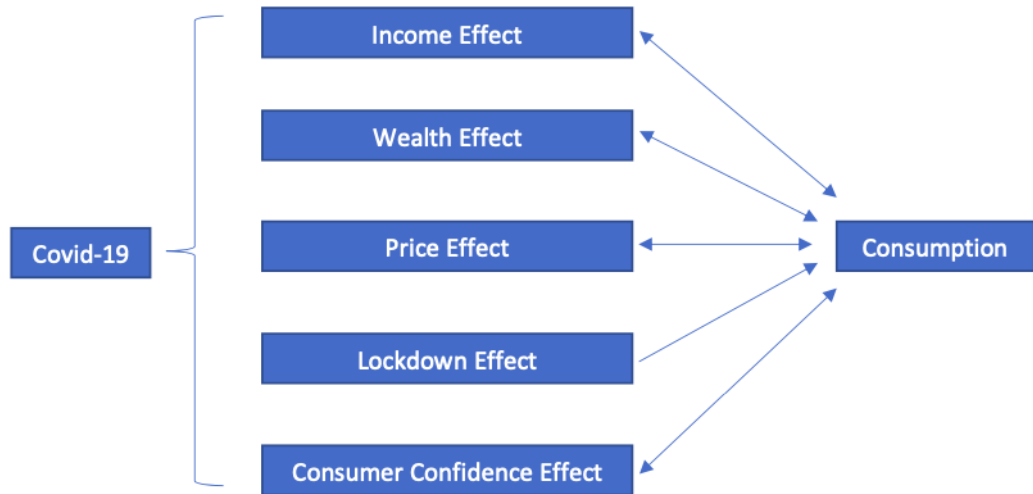 Income Effect
Wealth Effect
Covid-19
Price Effect
Consumption
Lockdown Effect
Consumer Confidence Effect